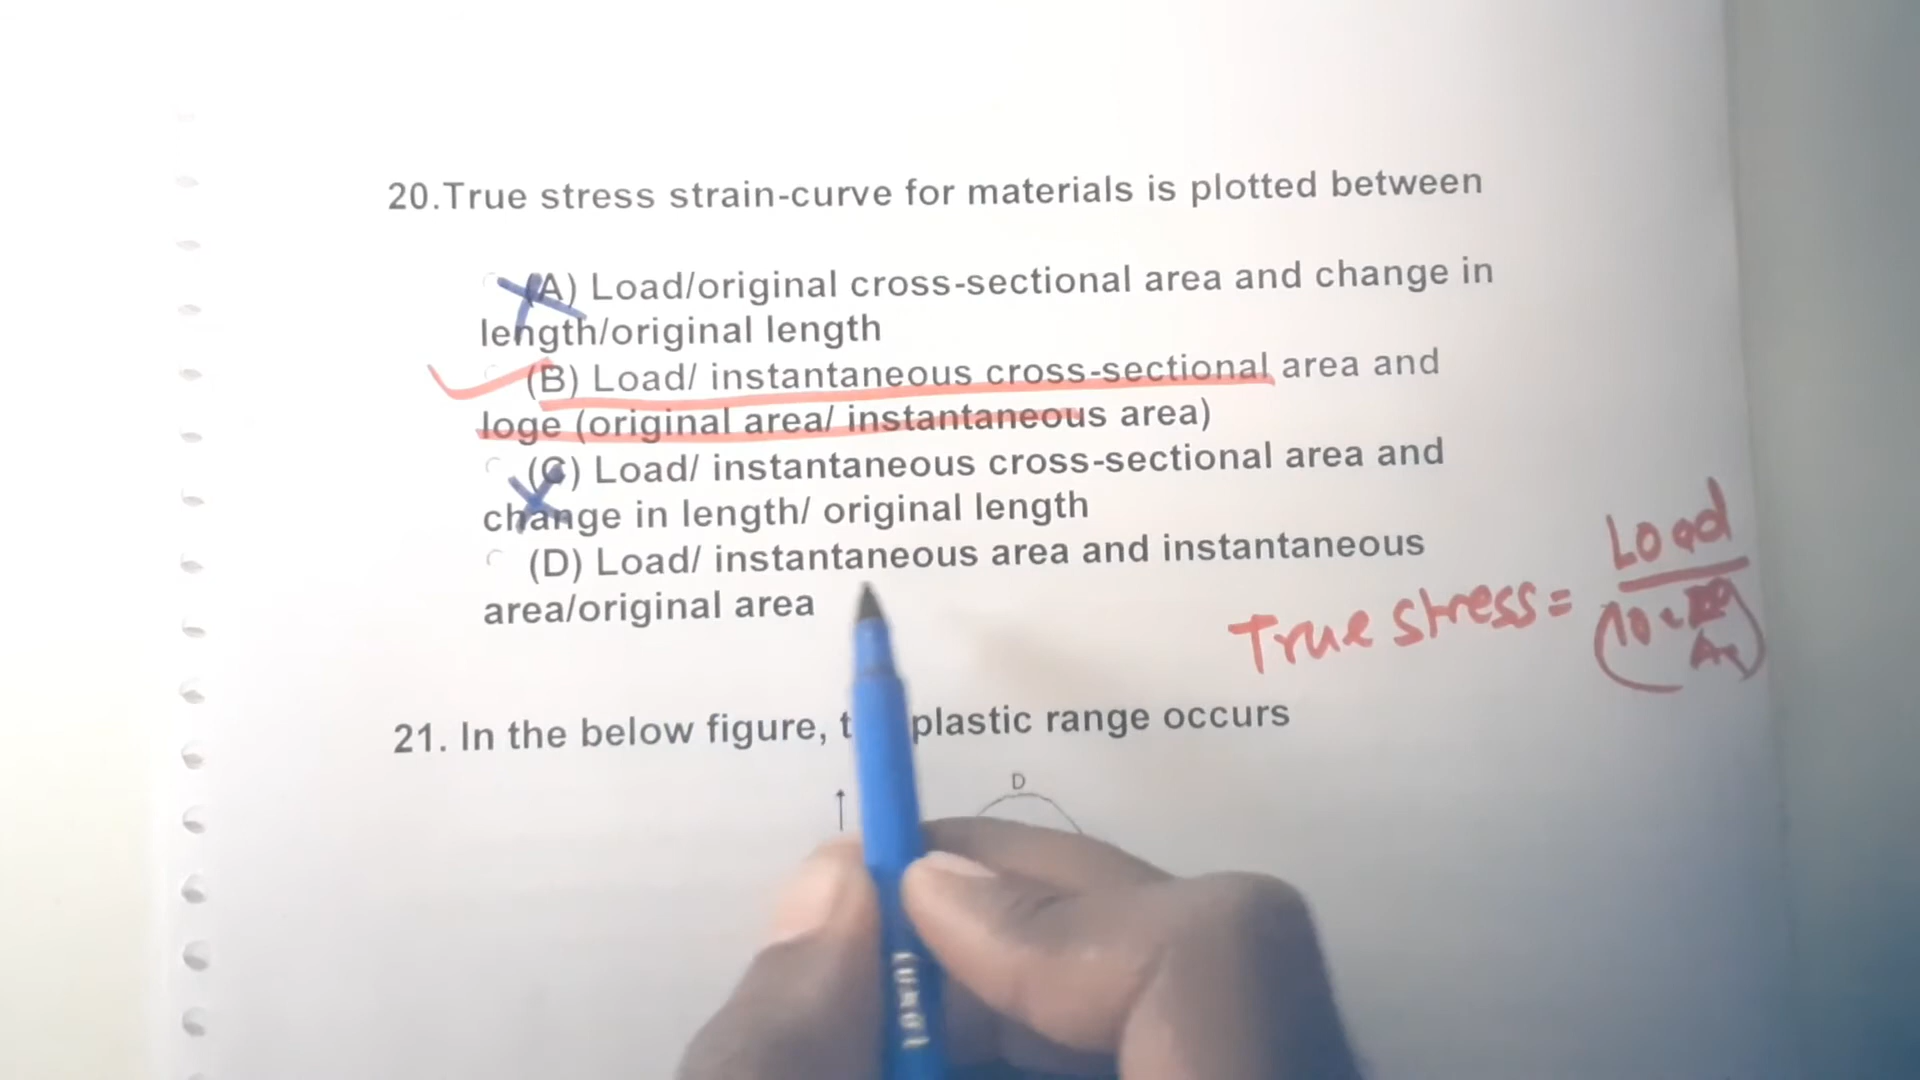 20.True stress strain-curve for materials is plotted between
(A) Load/original cross-sectional area and change in
length/original length
(B) Load/ instantaneous cross-sectional area and
loge (original area/ instantaneous area)
(C) Load/ instantaneous cross-sectional area and
change in length/ original length
(D) Load/ instantaneous area and instantaneous
area/original area
True stress = Load
21. In the below figure, t plastic range occurs
D